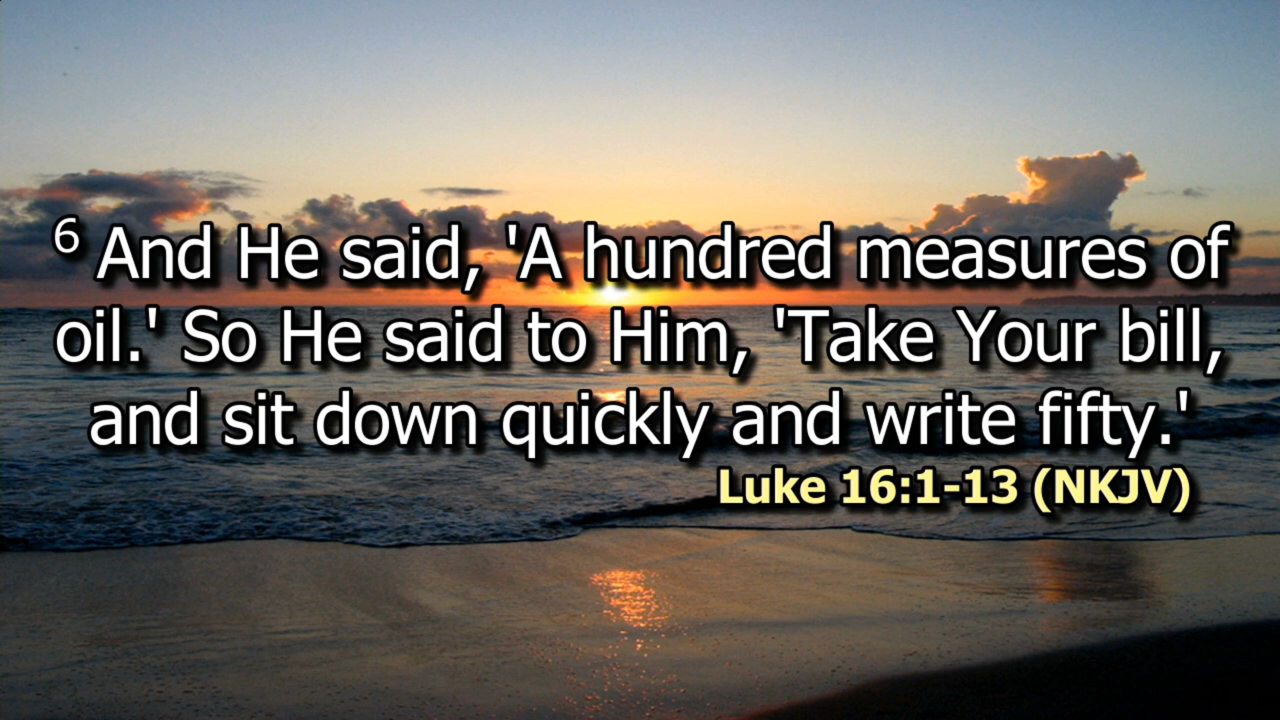 6 And He said, 'A hundred measures of
oil.' So He said to Him, 'Take Your bill,
and sit down quickly and write fifty.'
Luke 16:1-13 (NKJV)